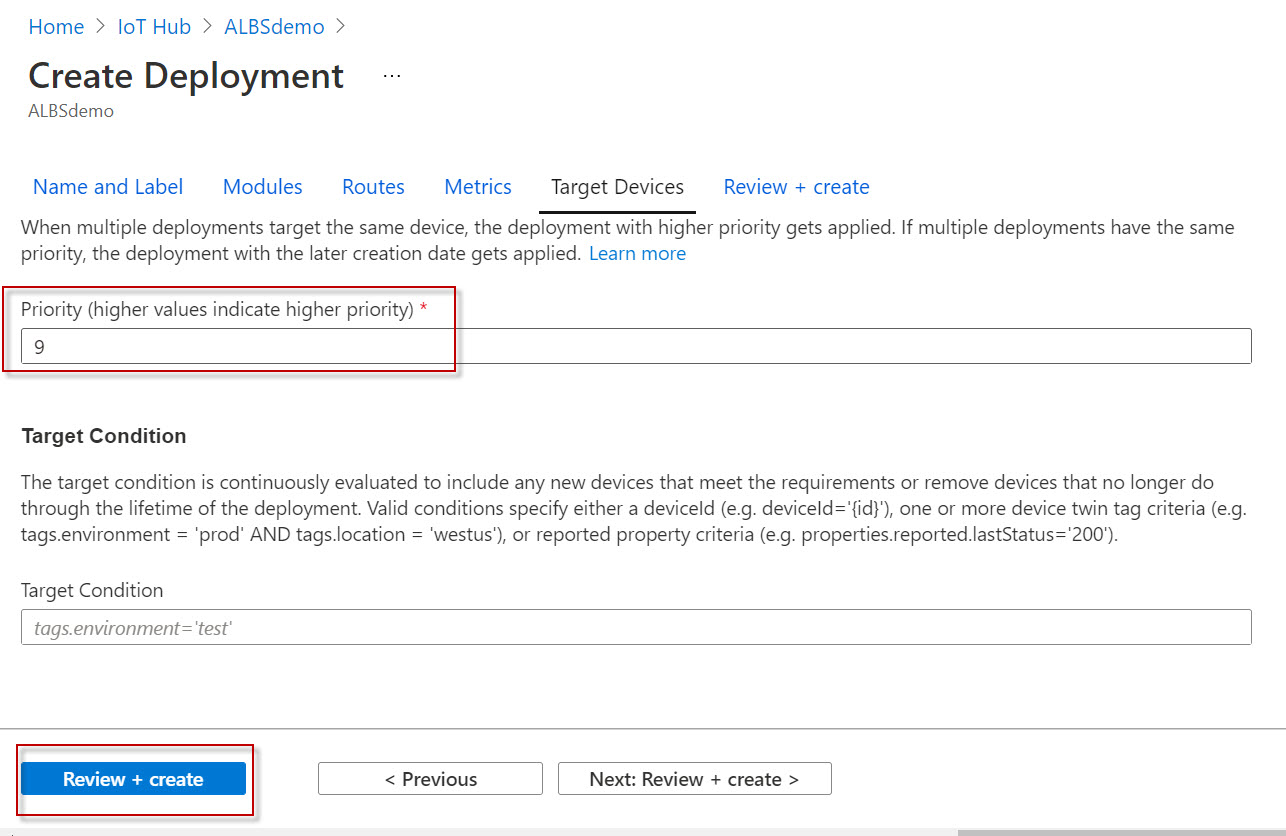 Home > IoT Hub > ALBSdemo >
Create Deployment ...
ALBSdemo
Name and Label Modules Routes Metrics Target Devices Review + create
When multiple deployments target the same device, the deployment with higher priority gets applied. If multiple deployments have the same
priority, the deployment with the later creation date gets applied. Learn more
Priority (higher values indicate higher priority) *
9
Target Condition
The target condition is continuously evaluated to include any new devices that meet the requirements or remove devices that no longer do
through the lifetime of the deployment. Valid conditions specify either a deviceId (e.g. deviceId='{id}'), one or more device twin tag criteria (e.g.
tags.environment = 'prod' AND tags.location = 'westus'), or reported property criteria (e.g. properties.reported.lastStatus='200').
Target Condition
tags.environment='test'
Review + create < Previous Next: Review + create >